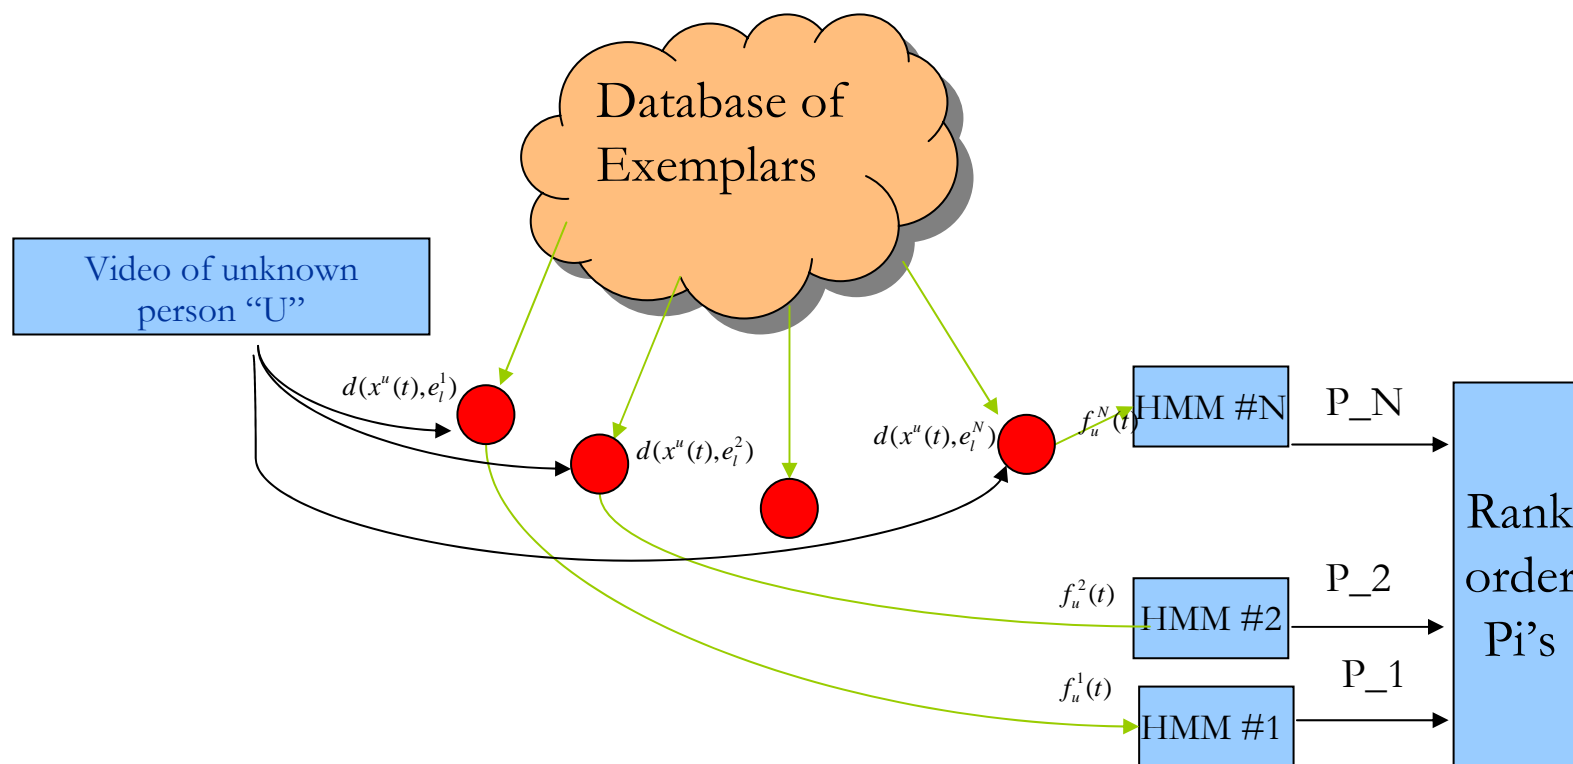 Database of
Exemplars
Video of unknown
person “U”
d(x^u(t),e_l^1)
d(x^u(t),e_l^2)
d(x^u(t),e_l^N)
f_u^N(t)
HMM #N
P_N
f_u^2(t)
HMM #2
P_2
f_u^1(t)
HMM #1
P_1
Rank
order
Pi’s